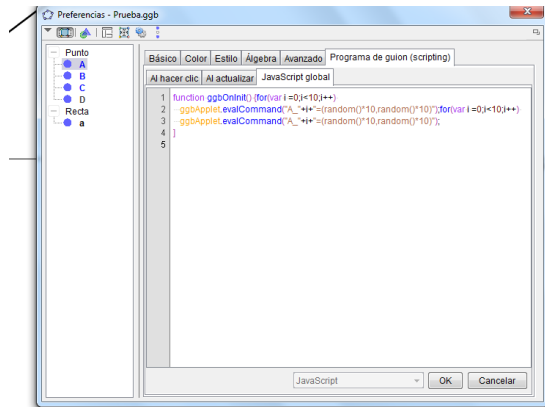 Preferencias - Prueba.ggb
Punto
A
B
C
D
Recta
a
Básico Color Estilo Álgebra Avanzado Programa de guion (scripting)
Al hacer clic Al actualizar JavaScript global
1 function ggbOnInit() {for(var i =0;i<10;i++)
2 ggbApplet.evalCommand("A_"+i+"=(random()*10,random()*10)");for(var i =0;i<10;i++)
3 ggbApplet.evalCommand("A_"+i+"=(random()*10,random()*10)");
4 }
5
JavaScript OK Cancelar